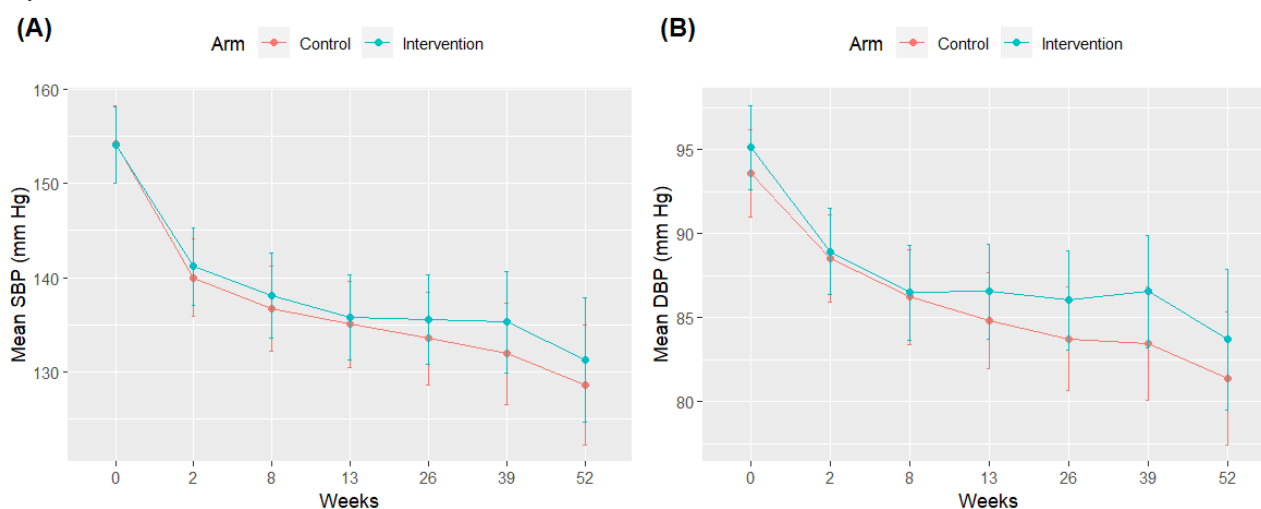 (A)
Arm Control Intervention
Mean SBP (mm Hg)
160
150
140
130
0 2 8 13 26 39 52
Weeks
(B)
Arm Control Intervention
Mean DBP (mm Hg)
95
90
85
80
0 2 8 13 26 39 52
Weeks